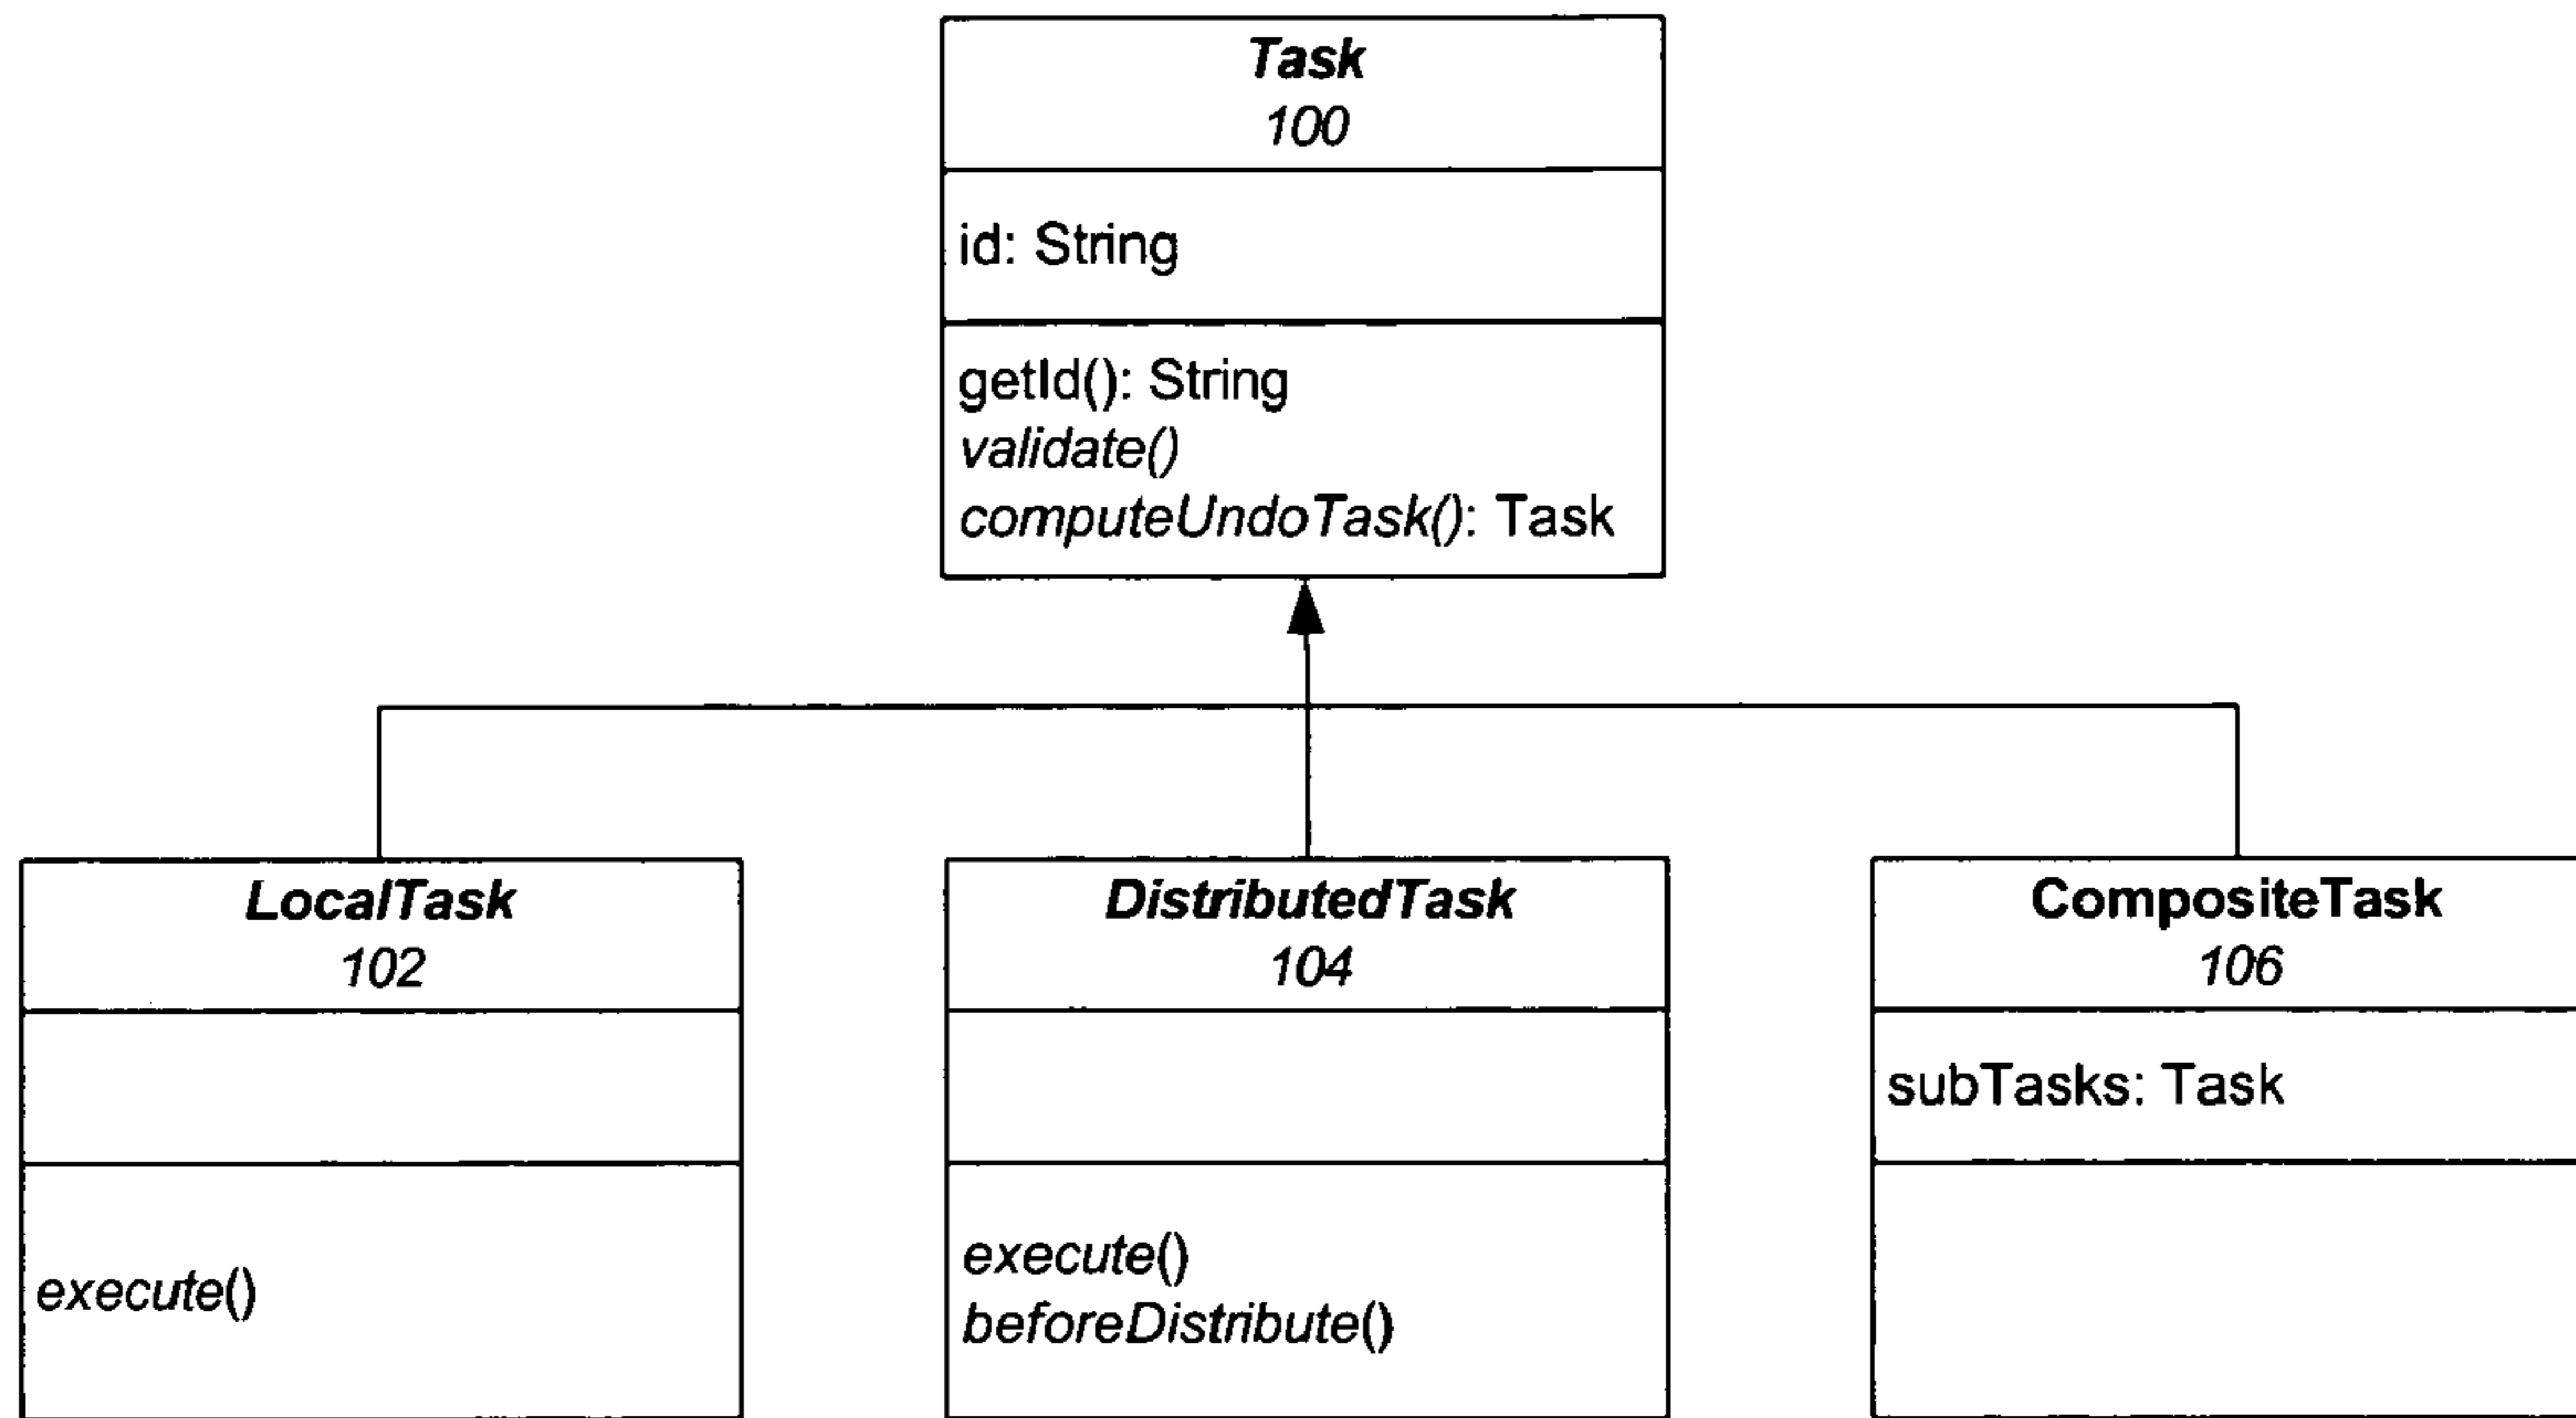 Task
100
id: String
getId(): String
validate()
computeUndoTask(): Task
LocalTask
102
execute()
DistributedTask
104
execute()
beforeDistribute()
CompositeTask
106
subTasks: Task